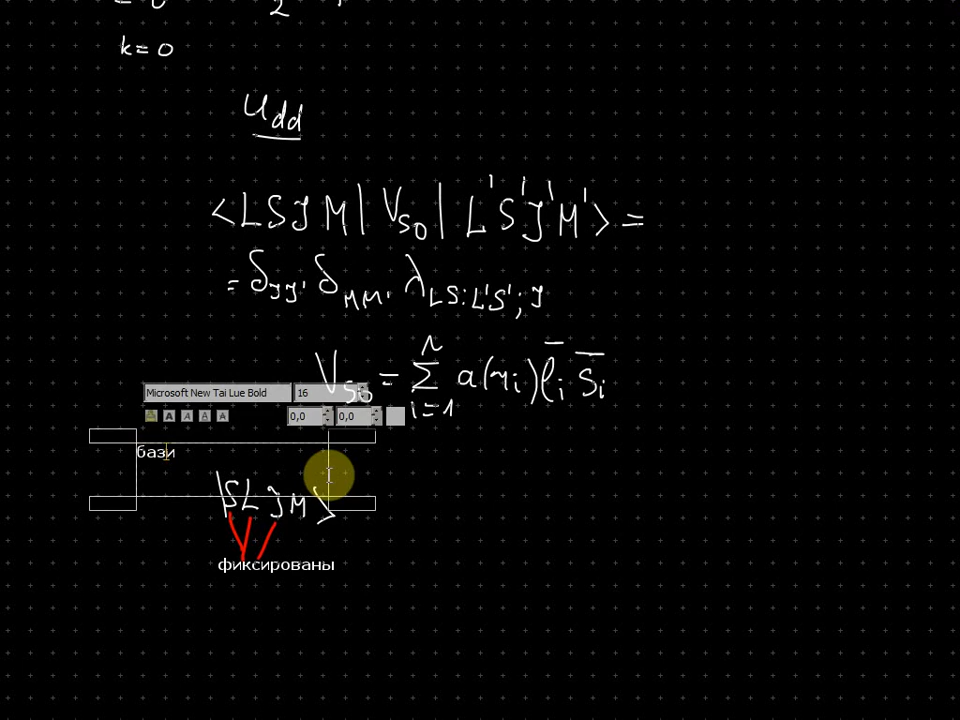 k=0
Udd
<LSJM|V_SO|L'S'J'M'> =
= δ_JJ' δ_MM' λ_LS;L'S';J
Microsoft New Tai Lue Bold 16
V_SO = Σ_{i=1}^{N} a(r_i) l̄_i s̄_i
0,0 0,0
бази
|SLJM>
фиксированы